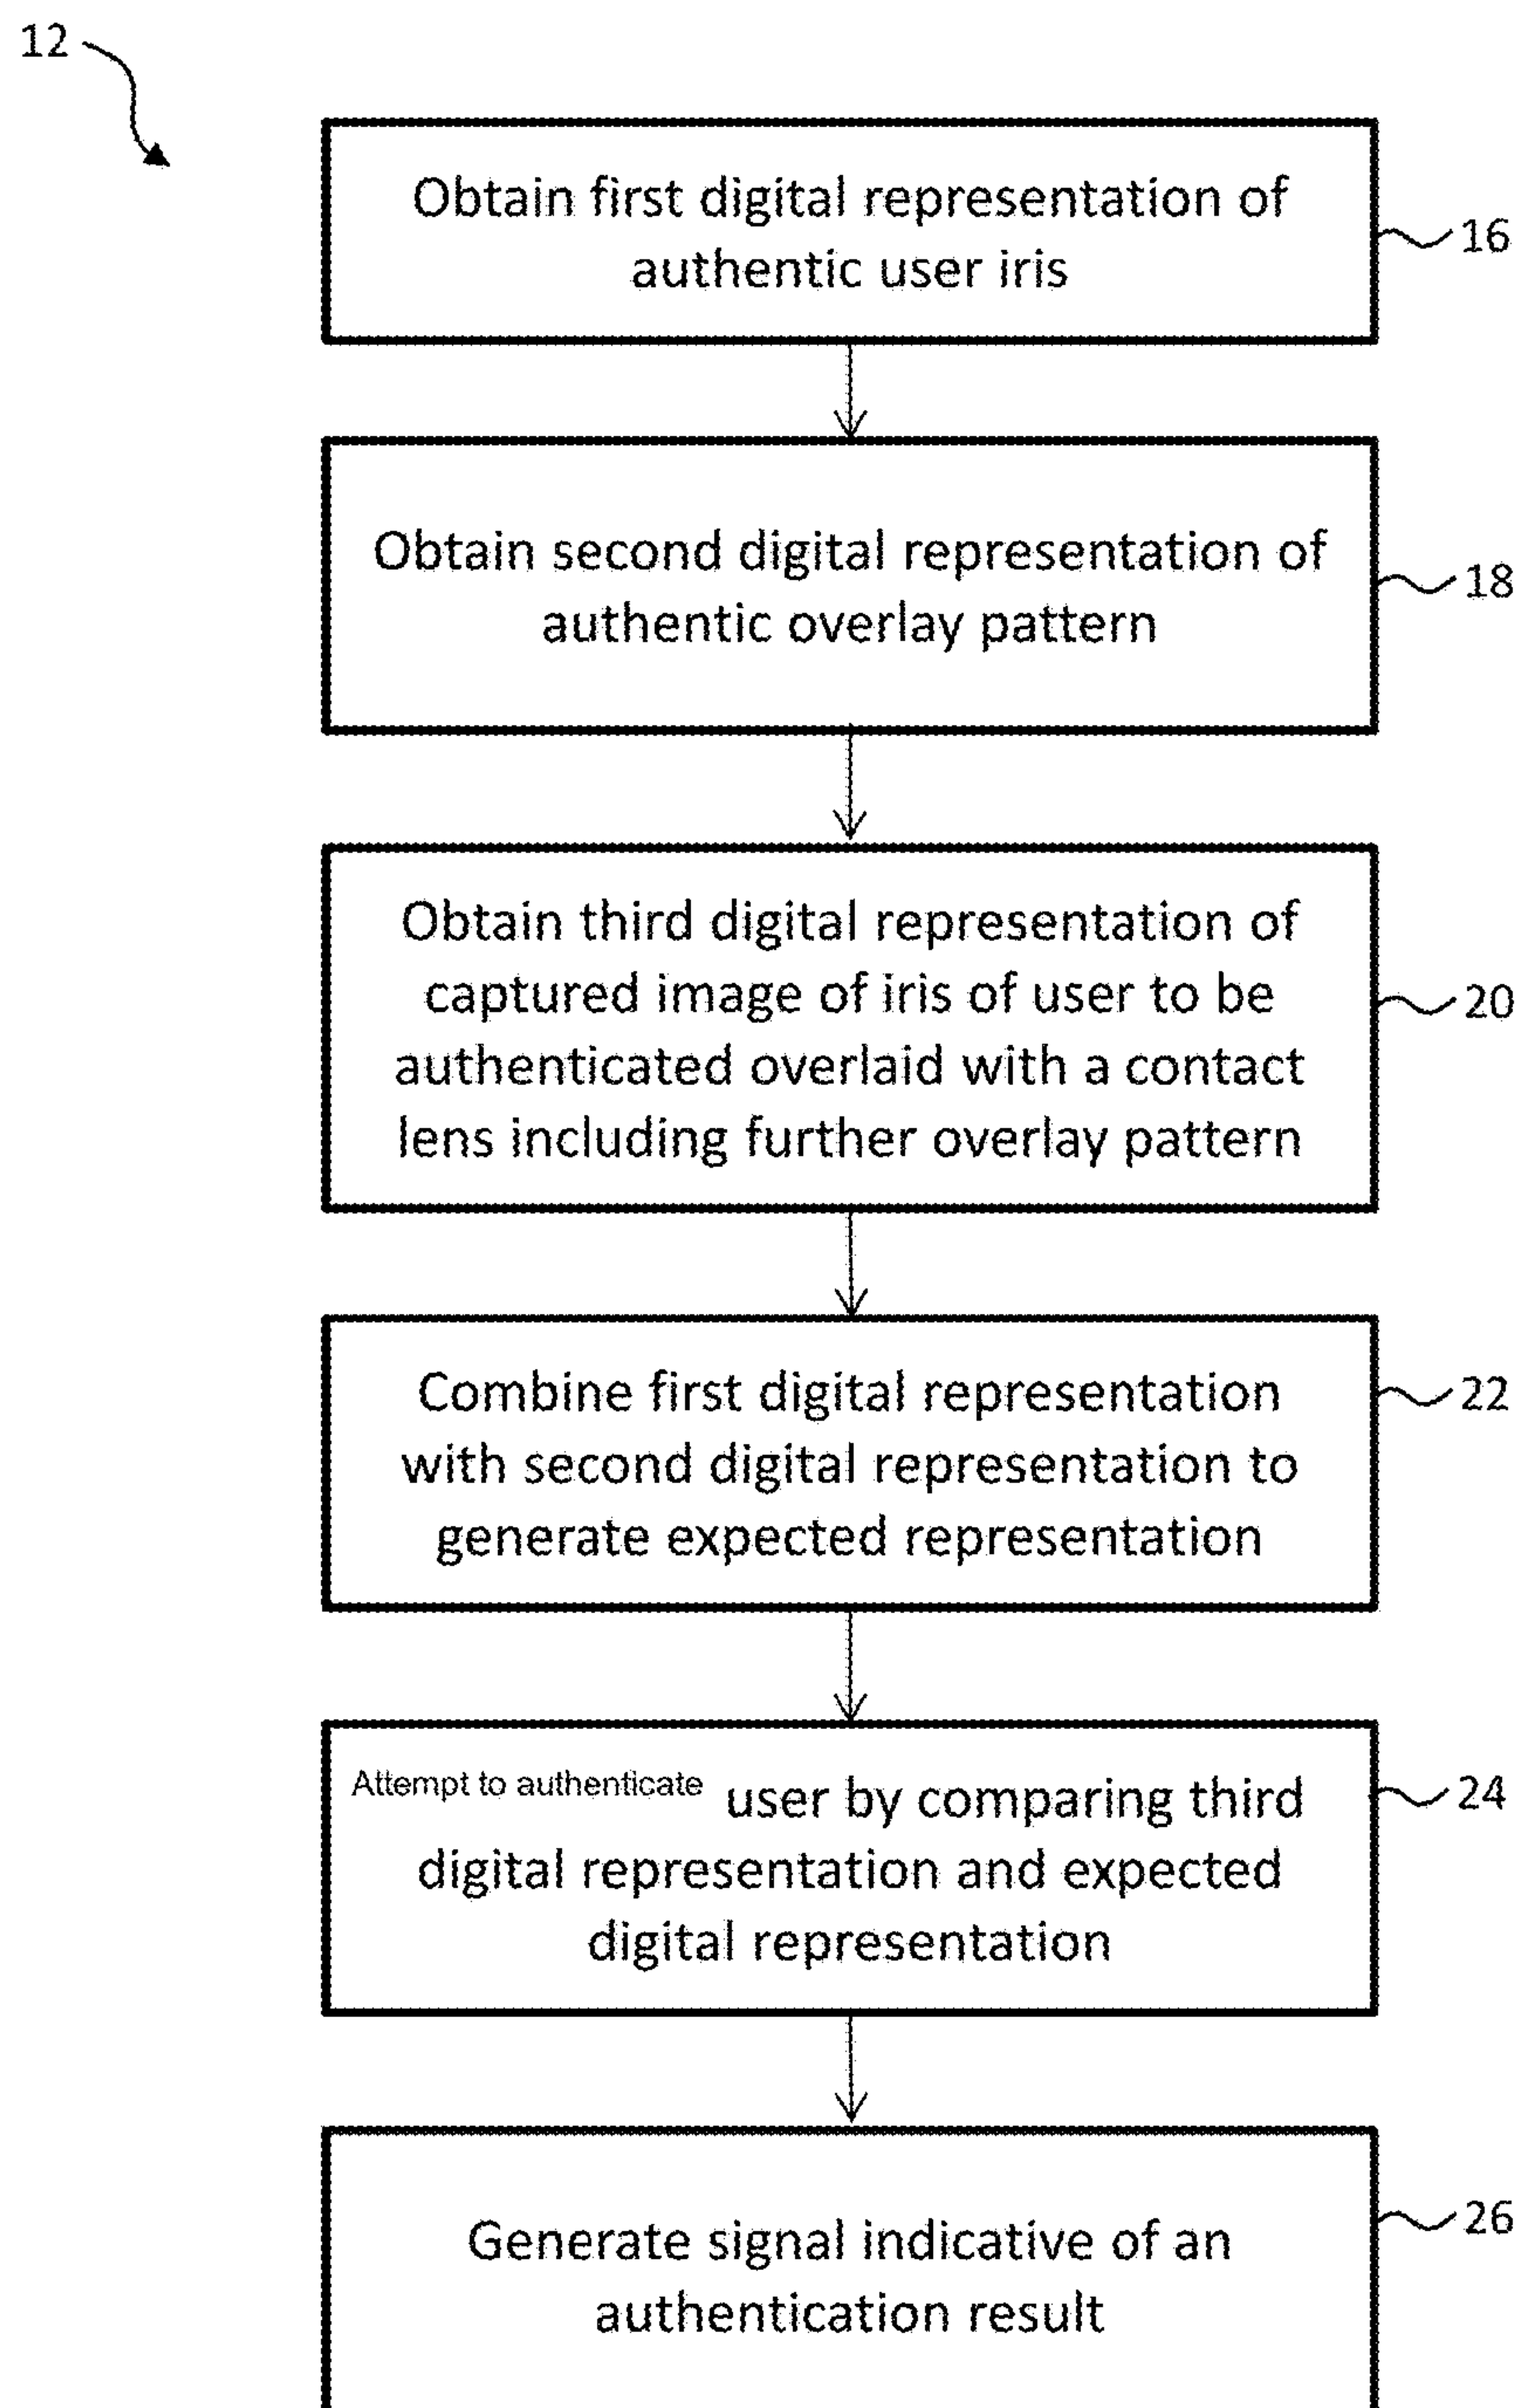 12
Obtain first digital representation of
authentic user iris
16
Obtain second digital representation of
authentic overlay pattern
18
Obtain third digital representation of
captured image of iris of user to be
authenticated overlaid with a contact
lens including further overlay pattern
20
Combine first digital representation
with second digital representation to
generate expected representation
22
Attempt to authenticate user by comparing third
digital representation and expected
digital representation
24
Generate signal indicative of an
authentication result
26